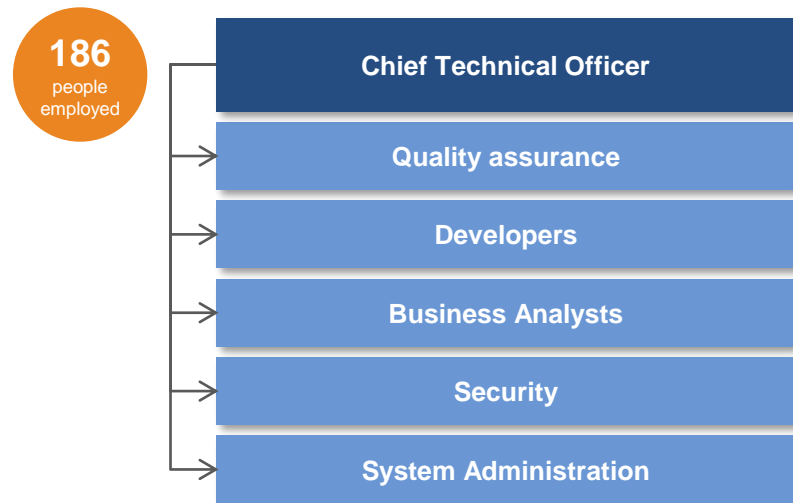 186
people
employed
Chief Technical Officer
Quality assurance
Developers
Business Analysts
Security
System Administration